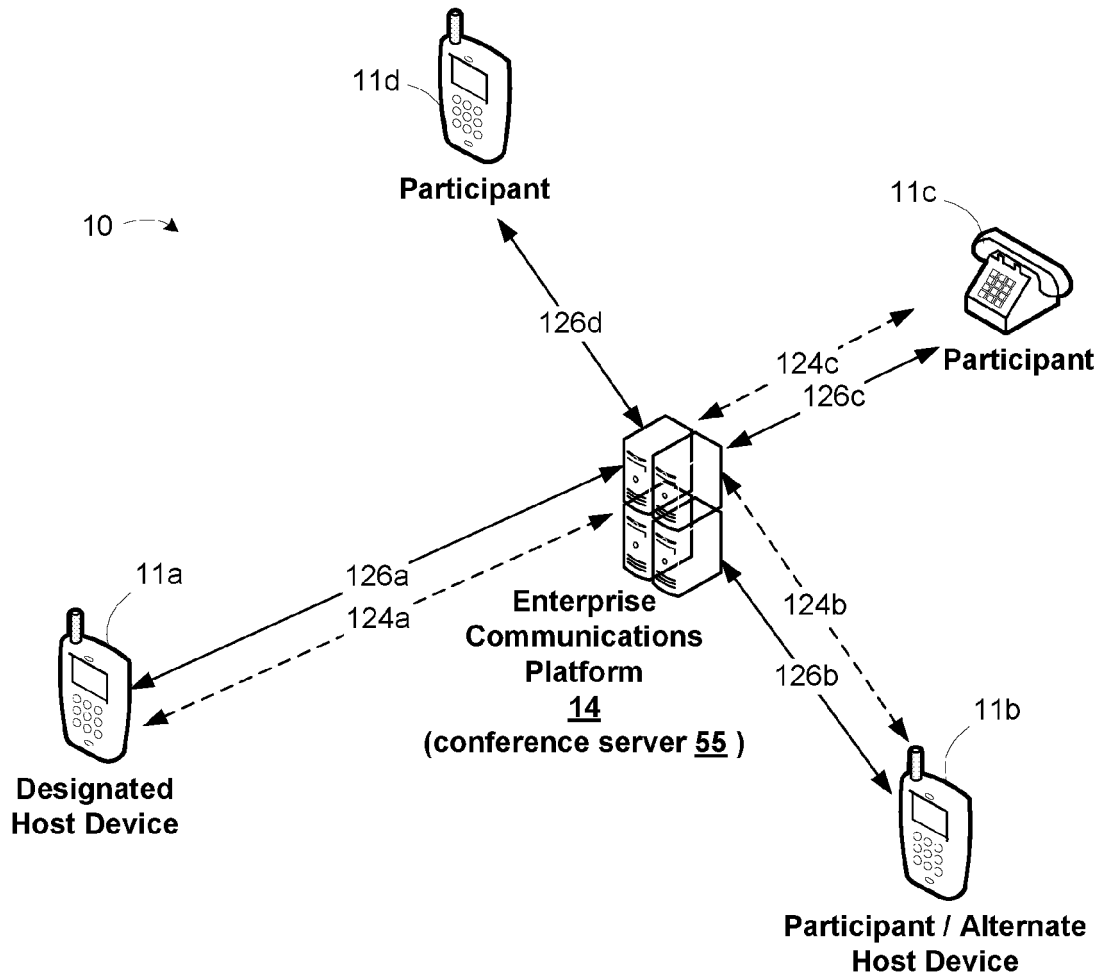 11d
Participant
11c
10
126d
124c
Participant
126c
11a
126a
124a
Enterprise
Communications
Platform
14
(conference server 55 )
124b
126b
11b
Designated
Host Device
Participant / Alternate
Host Device